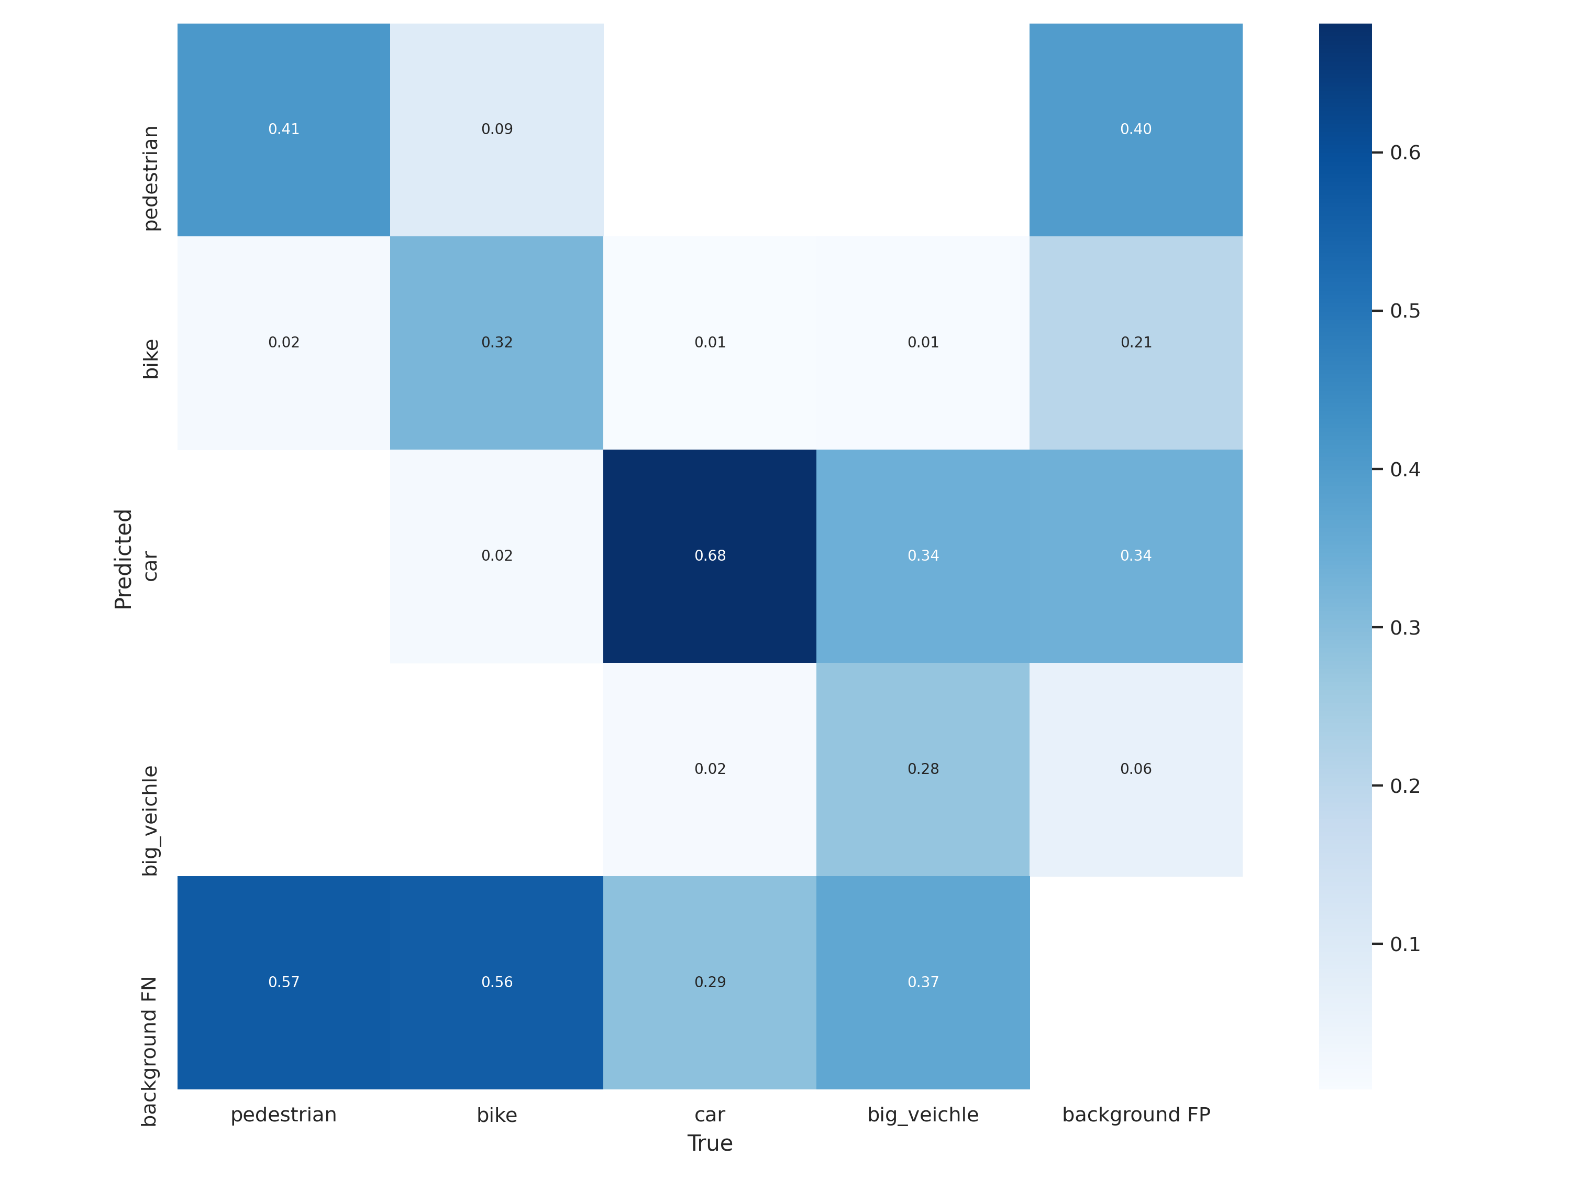 pedestrian
0.41 0.09 0.40
bike
0.02 0.32 0.01 0.01 0.21
Predicted
car
0.02 0.68 0.34 0.34
big_veichle
0.02 0.28 0.06
background FN
0.57 0.56 0.29 0.37
pedestrian bike car big_veichle background FP
True
0.6
0.5
0.4
0.3
0.2
0.1